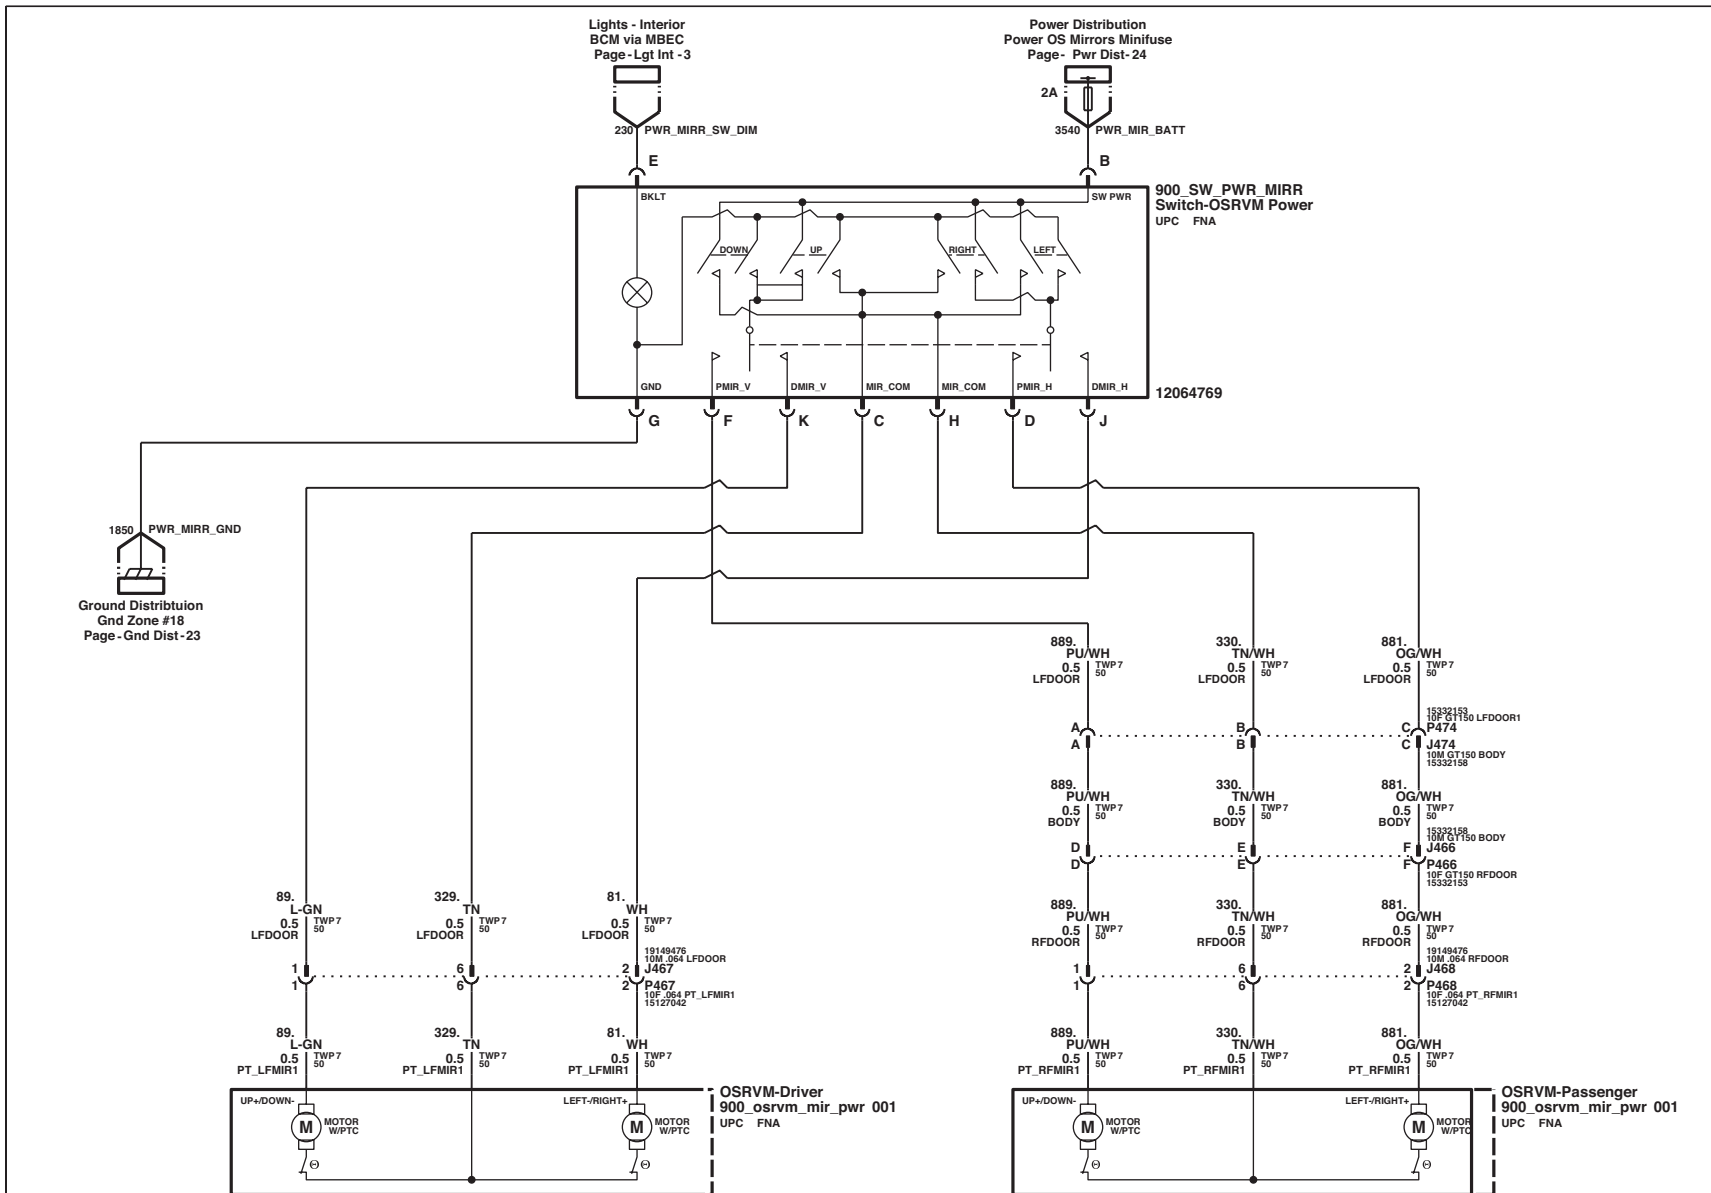 Lights - Interior
BCM via MBEC
Page-Lgt Int -3
Power Distribution
Power OS Mirrors Minifuse
Page- Pwr Dist-24
2A
230 PWR_MIRR_SW_DIM
3540 PWR_MIR_BATT
E
B
BKLT
SW PWR
900_SW_PWR_MIRR
Switch-OSRVM Power
UPC FNA
DOWN
UP
RIGHT
LEFT
GND
PMIR_V
DMIR_V
MIR_COM
MIR_COM
PMIR_H
DMIR_H
12064769
G
F
K
C
H
D
J
1850 PWR_MIRR_GND
Ground Distribtuion
Gnd Zone #18
Page-Gnd Dist-23
889.
PU/WH
0.5 TWP7
50
LFDOOR
330.
TN/WH
0.5 TWP7
50
LFDOOR
881.
OG/WH
0.5 TWP7
50
LFDOOR
15332153
10F GT150 LFDOOR1
A
B
C P474
A
B
C J474
10M GT150 BODY
15332158
889.
PU/WH
0.5 TWP7
50
BODY
330.
TN/WH
0.5 TWP7
50
BODY
881.
OG/WH
0.5 TWP7
50
BODY
15332158
10M GT150 BODY
D
E
F J466
D
E
F P466
10F GT150 RFDOOR
15332153
89.
L-GN
0.5 TWP7
50
LFDOOR
329.
TN
0.5 TWP7
50
LFDOOR
81.
WH
0.5 TWP7
50
LFDOOR
889.
PU/WH
0.5 TWP7
50
RFDOOR
330.
TN/WH
0.5 TWP7
50
RFDOOR
881.
OG/WH
0.5 TWP7
50
RFDOOR
19149476
10M .064 LFDOOR
1
6
2 J467
1
6
2 P467
10F .064 PT_LFMIR1
15127042
19149476
10M .064 RFDOOR
1
6
2 J468
1
6
2 P468
10F .064 PT_RFMIR1
15127042
89.
L-GN
0.5 TWP7
50
PT_LFMIR1
329.
TN
0.5 TWP7
50
PT_LFMIR1
81.
WH
0.5 TWP7
50
PT_LFMIR1
889.
PU/WH
0.5 TWP7
50
PT_RFMIR1
330.
TN/WH
0.5 TWP7
50
PT_RFMIR1
881.
OG/WH
0.5 TWP7
50
PT_RFMIR1
UP+/DOWN-
LEFT-/RIGHT+
M
MOTOR
W/PTC
M
MOTOR
W/PTC
Θ
Θ
OSRVM-Driver
900_osrvm_mir_pwr 001
UPC FNA
UP+/DOWN-
LEFT-/RIGHT+
M
MOTOR
W/PTC
M
MOTOR
W/PTC
Θ
Θ
OSRVM-Passenger
900_osrvm_mir_pwr 001
UPC FNA